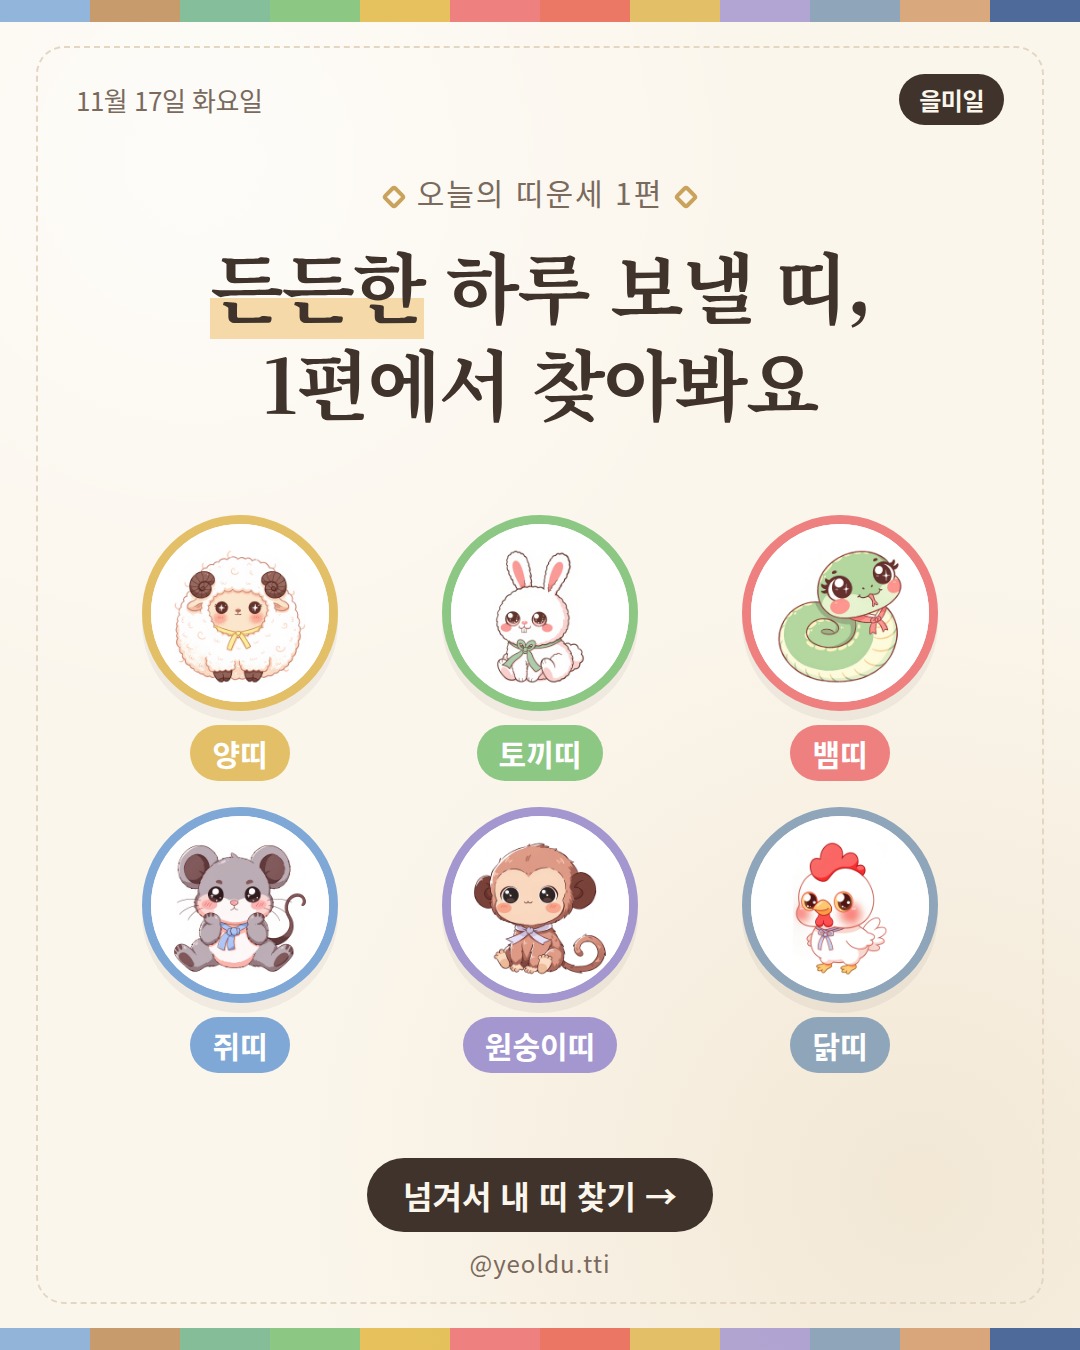 11월 17일 화요일
을미일
오늘의 띠운세 1편
든든한 하루 보낼 띠,
1편에서 찾아봐요
양띠
토끼띠
뱀띠
쥐띠
원숭이띠
닭띠
넘겨서 내 띠 찾기 →
@yeoldu.tti